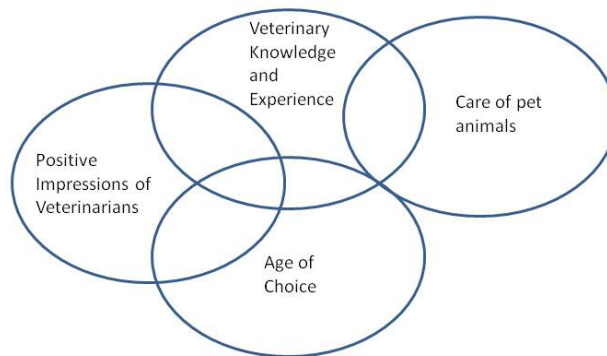 Veterinary
Knowledge
and
Experience
Care of pet
animals
Positive
Impressions of
Veterinarians
Age of
Choice